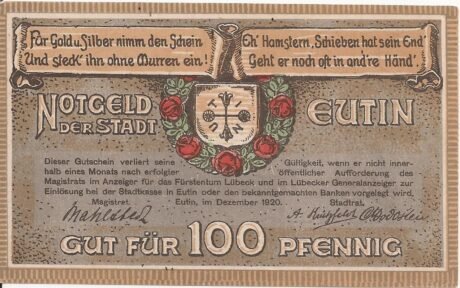 Für Gold u. Silber nimm den Schein
Und steck' ihn ohne Murren ein!
Eh' Hamstern, Schieben hat sein End'
Geht er noch oft in andre Händ'.
NOTGELD
DER STADT
EUTIN
Dieser Gutschein verliert seine Gültigkeit, wenn er nicht inner-
halb eines Monats nach erfolgter öffentlicher Aufforderung des
Magistrats im Anzeiger für das Fürstentum Lübeck und im Lübecker Generalanzeiger zur
Einlösung bei der Stadtkasse in Eutin oder den bekanntgemachten Banken vorgelegt wird,
Magistrat. Eutin, im Dezember 1920. Stadtrat.
Mahlstedt
GUT FÜR 100 PFENNIG